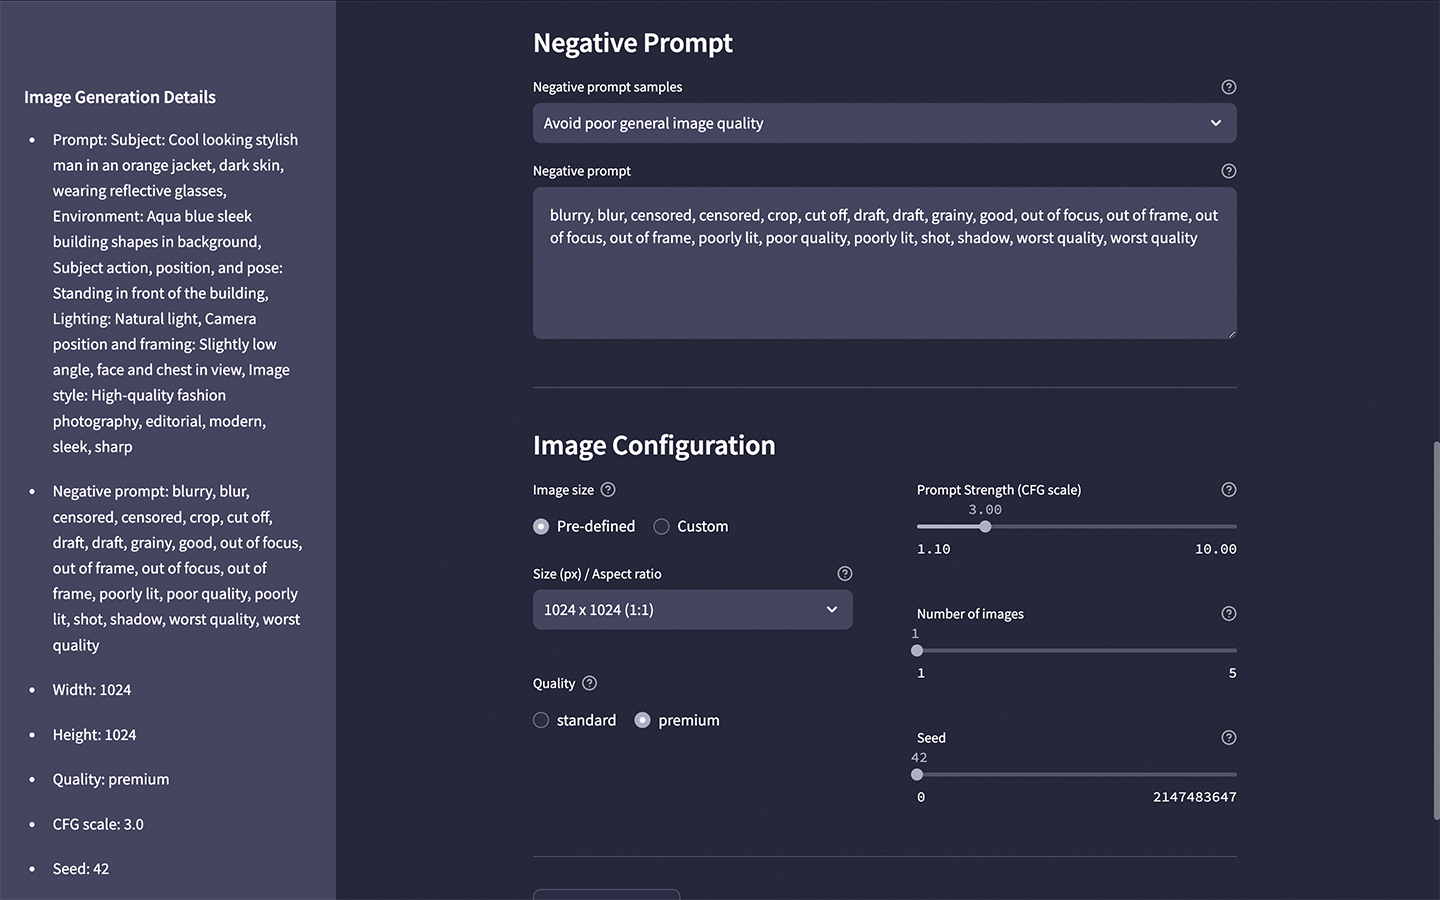 Image Generation Details
Prompt: Subject: Cool looking stylish
man in an orange jacket, dark skin,
wearing reflective glasses,
Environment: Aqua blue sleek
building shapes in background,
Subject action, position, and pose:
Standing in front of the building,
Lighting: Natural light, Camera
position and framing: Slightly low
angle, face and chest in view, Image
style: High-quality fashion
photography, editorial, modern,
sleek, sharp
Negative prompt: blurry, blur,
censored, censored, crop, cut off,
draft, draft, grainy, good, out of focus,
out of frame, out of focus, out of
frame, poorly lit, poor quality, poorly
lit, shot, shadow, worst quality, worst
quality
Width: 1024
Height: 1024
Quality: premium
CFG scale: 3.0
Seed: 42
Negative Prompt
Negative prompt samples
Avoid poor general image quality
Negative prompt
blurry, blur, censored, censored, crop, cut off, draft, draft, grainy, good, out of focus, out of frame, out
of focus, out of frame, poorly lit, poor quality, poorly lit, shot, shadow, worst quality, worst quality
Image Configuration
Image size
Pre-defined Custom
Size (px) / Aspect ratio
1024 x 1024 (1:1)
Quality
standard premium
Prompt Strength (CFG scale)
3.00
1.10 10.00
Number of images
1
1 5
Seed
42
0 2147483647